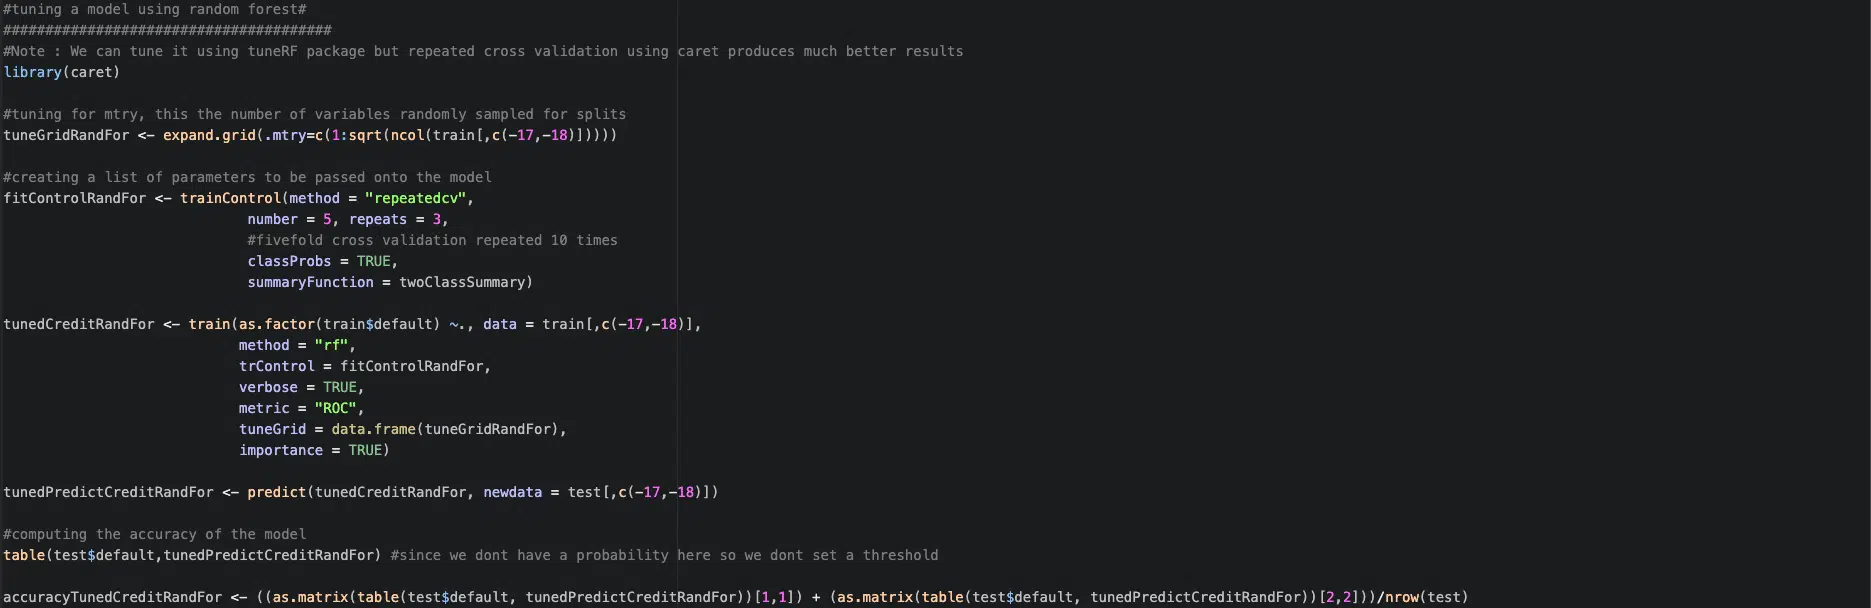 #tuning a model using random forest#
#######################################
#Note : We can tune it using tuneRF package but repeated cross validation using caret produces much better results
library(caret)
#tuning for mtry, this the number of variables randomly sampled for splits
tuneGridRandFor <- expand.grid(.mtry=c(1:sqrt(ncol(train[,c(-17,-18)]))))
#creating a list of parameters to be passed onto the model
fitControlRandFor <- trainControl(method = "repeatedcv",
number = 5, repeats = 3,
#fivefold cross validation repeated 10 times
classProbs = TRUE,
summaryFunction = twoClassSummary)
tunedCreditRandFor <- train(as.factor(train$default) ~., data = train[,c(-17,-18)],
method = "rf",
trControl = fitControlRandFor,
verbose = TRUE,
metric = "ROC",
tuneGrid = data.frame(tuneGridRandFor),
importance = TRUE)
tunedPredictCreditRandFor <- predict(tunedCreditRandFor, newdata = test[,c(-17,-18)])
#computing the accuracy of the model
table(test$default,tunedPredictCreditRandFor) #since we dont have a probability here so we dont set a threshold
accuracyTunedCreditRandFor <- ((as.matrix(table(test$default, tunedPredictCreditRandFor))[1,1]) + (as.matrix(table(test$default, tunedPredictCreditRandFor))[2,2]))/nrow(test)